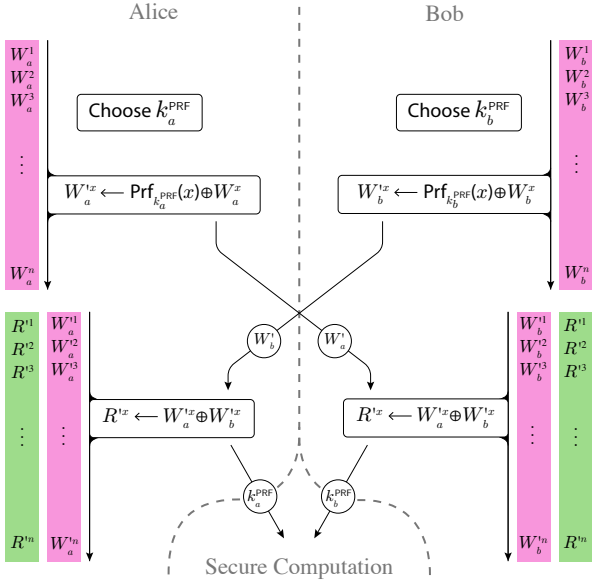 Alice Bob
W_a^1 W_b^1
W_a^2 W_b^2
W_a^3 W_b^3
Choose k_a^PRF Choose k_b^PRF
⋮ ⋮
W'_a^x ← Prf_{k_a^PRF}(x)⊕W_a^x W'_b^x ← Prf_{k_b^PRF}(x)⊕W_b^x
W_a^n W_b^n
R'^1 W'_a^1 W'_b^1 R'^1
W'_b W'_a
R'^2 W'_a^2 W'_b^2 R'^2
R'^3 W'_a^3 W'_b^3 R'^3
R'^x ← W'_a^x⊕W'_b^x R'^x ← W'_a^x⊕W'_b^x
⋮ ⋮ ⋮ ⋮
k_a^PRF k_b^PRF
R'^n W'_a^n W'_b^n R'^n
Secure Computation